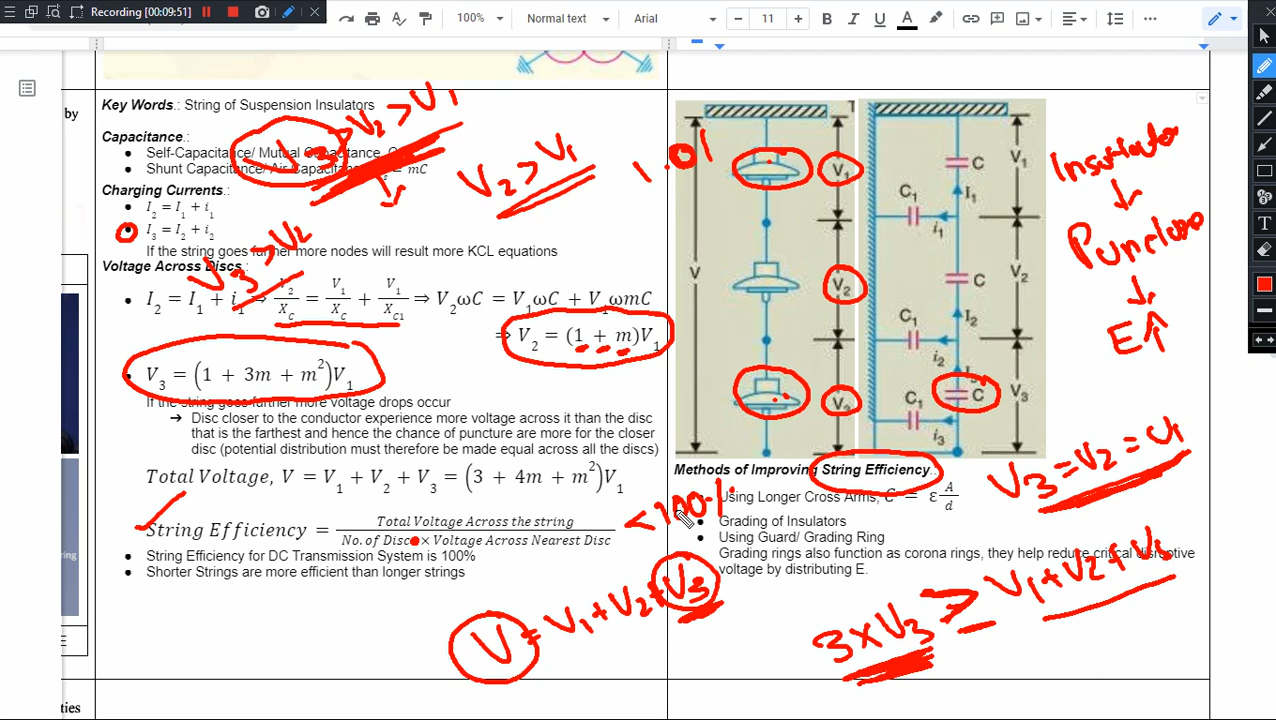 Recording [00:09:51]
100%
Normal text
Arial
11
B I U A
by
Key Words.: String of Suspension Insulators
Capacitance.:
Self-Capacitance/ Mutual Capacitance,
Shunt Capacitance/ Air Capacitance = mC
Charging Currents.:
I2 = I1 + i1
I3 = I2 + i2
If the string goes further more nodes will result more KCL equations
Voltage Across Discs.:
I2 = I1 + i1 ⇒ V2/XC = V1/XC + V1/XC1 ⇒ V2ωC = V1ωC + V1ωmC
⇒ V2 = (1 + m)V1
V3 = (1 + 3m + m²)V1
If the string goes further more voltage drops occur
➔ Disc closer to the conductor experience more voltage across it than the disc
that is the farthest and hence the chance of puncture are more for the closer
disc (potential distribution must therefore be made equal across all the discs)
Total Voltage, V = V1 + V2 + V3 = (3 + 4m + m²)V1
String Efficiency = Total Voltage Across the string / No. of Discs × Voltage Across Nearest Disc
String Efficiency for DC Transmission System is 100%
Shorter Strings are more efficient than longer strings
V3 > V2 > V1
V2 > V1
V3 > V2
<100%
V = V1 + V2 + V3
V
V1
V2
V3
C
C1
I1
i1
V1
C
C1
I2
i2
V2
I3
C
C1
i3
V3
Insulator
Puncture
E↑
Methods of Improving String Efficiency.:
Using Longer Cross Arms, C = ε A/d
Grading of Insulators
Using Guard/ Grading Ring
Grading rings also function as corona rings, they help reduce critical disruptive
voltage by distributing E.
V3 = V2 = V1
3 × V3 > V1 + V2 + V3
ring
E
ties